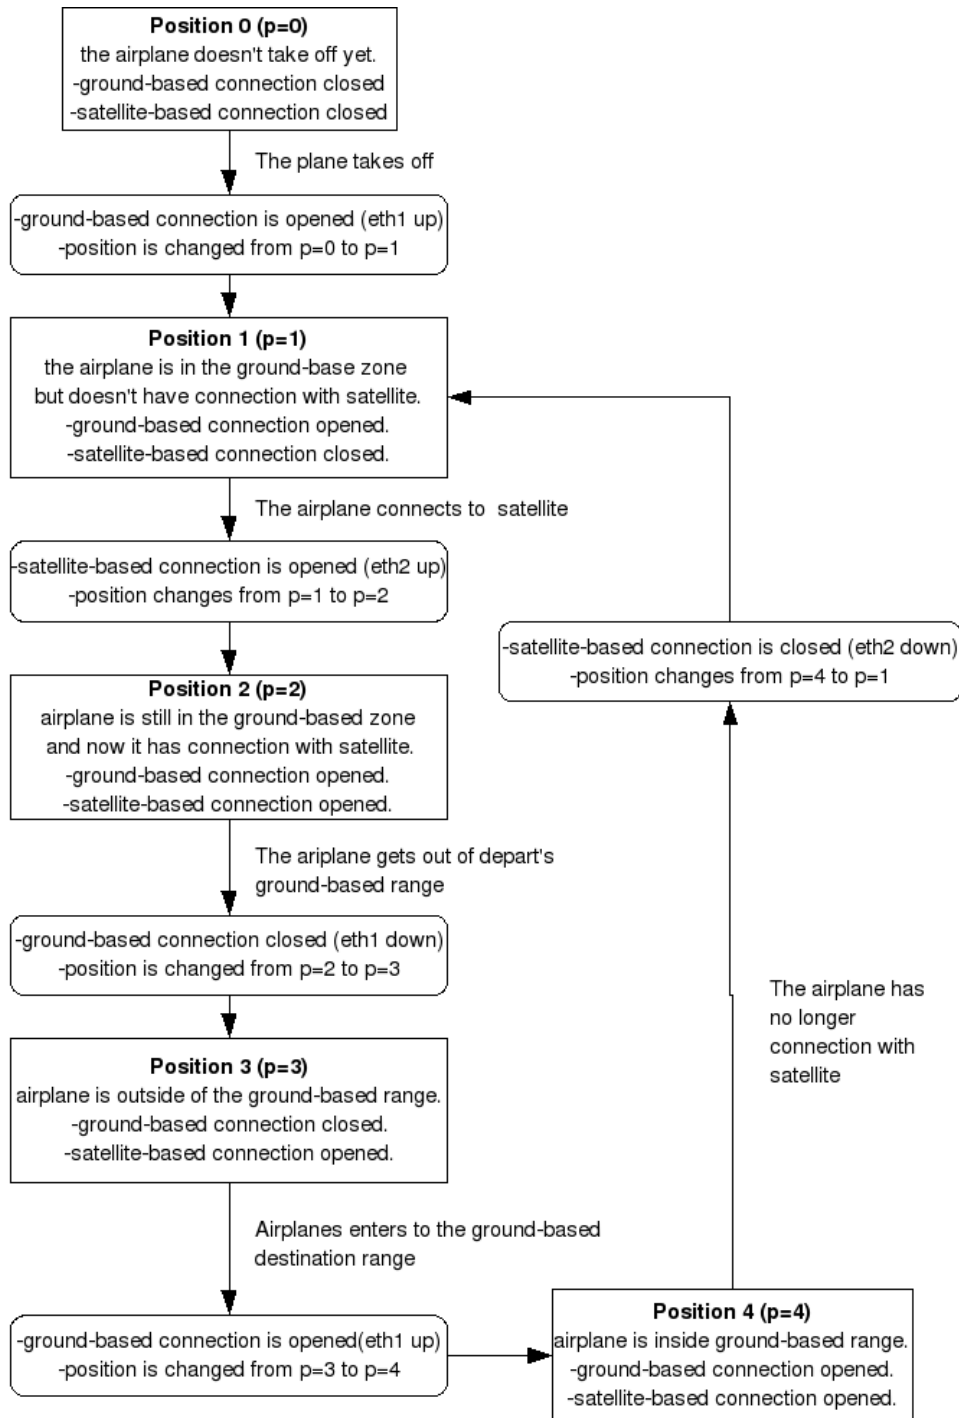 Position 0 (p=0)
the airplane doesn't take off yet.
-ground-based connection closed
-satellite-based connection closed
The plane takes off
-ground-based connection is opened (eth1 up)
-position is changed from p=0 to p=1
Position 1 (p=1)
the airplane is in the ground-base zone
but doesn't have connection with satellite.
-ground-based connection opened.
-satellite-based connection closed.
The airplane connects to satellite
-satellite-based connection is opened (eth2 up)
-position changes from p=1 to p=2
Position 2 (p=2)
airplane is still in the ground-based zone
and now it has connection with satellite.
-ground-based connection opened.
-satellite-based connection opened.
The ariplane gets out of depart's
ground-based range
-ground-based connection closed (eth1 down)
-position is changed from p=2 to p=3
Position 3 (p=3)
airplane is outside of the ground-based range.
-ground-based connection closed.
-satellite-based connection opened.
Airplanes enters to the ground-based
destination range
-ground-based connection is opened(eth1 up)
-position is changed from p=3 to p=4
Position 4 (p=4)
airplane is inside ground-based range.
-ground-based connection opened.
-satellite-based connection opened.
The airplane has
no longer
connection with
satellite
-satellite-based connection is closed (eth2 down)
-position changes from p=4 to p=1